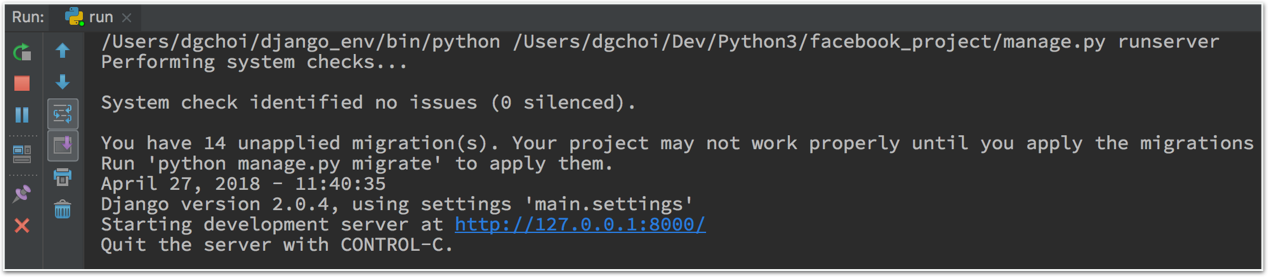 Run: run
/Users/dgchoi/django_env/bin/python /Users/dgchoi/Dev/Python3/facebook_project/manage.py runserver
Performing system checks...
System check identified no issues (0 silenced).
You have 14 unapplied migration(s). Your project may not work properly until you apply the migrations
Run 'python manage.py migrate' to apply them.
April 27, 2018 - 11:40:35
Django version 2.0.4, using settings 'main.settings'
Starting development server at http://127.0.0.1:8000/
Quit the server with CONTROL-C.